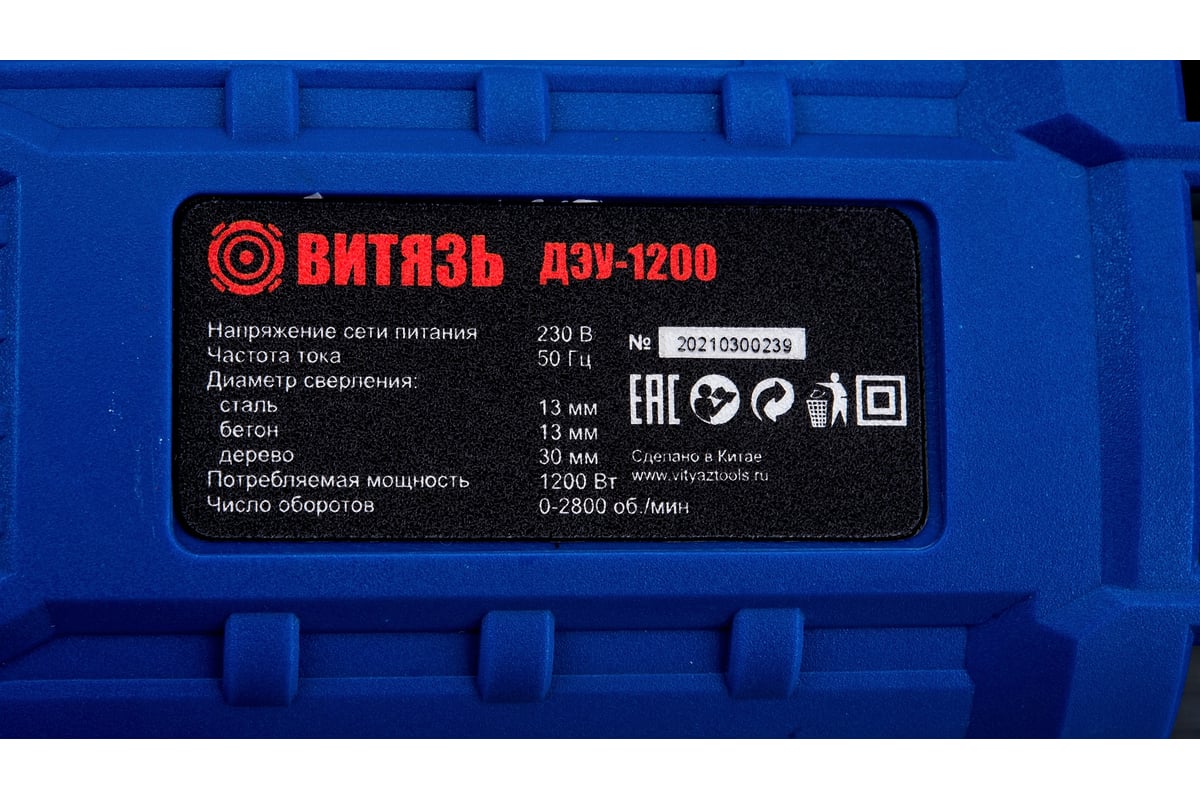 ВИТЯЗЬ ДЭУ-1200
Напряжение сети питания 230 В
Частота тока 50 Гц
Диаметр сверления:
сталь 13 мм
бетон 13 мм
дерево 30 мм
Потребляемая мощность 1200 Вт
Число оборотов 0-2800 об./мин
№ 20210300239
EAC
Сделано в Китае
www.vityaztools.ru